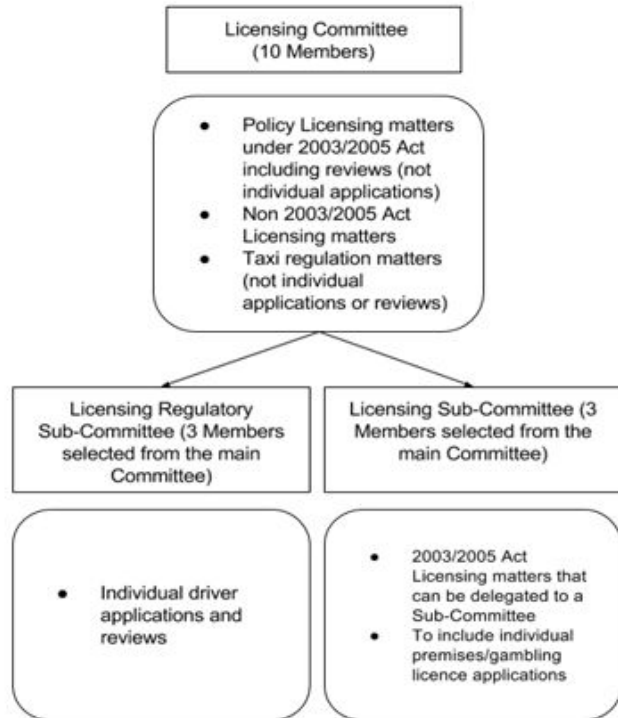 Licensing Committee
(10 Members)
● Policy Licensing matters
under 2003/2005 Act
including reviews (not
individual applications)
● Non 2003/2005 Act
Licensing matters
● Taxi regulation matters
(not individual
applications or reviews)
Licensing Regulatory
Sub-Committee (3 Members
selected from the main
Committee)
Licensing Sub-Committee (3
Members selected from the
main Committee)
● Individual driver
applications and
reviews
● 2003/2005 Act
Licensing matters that
can be delegated to a
Sub-Committee
● To include individual
premises/gambling
licence applications